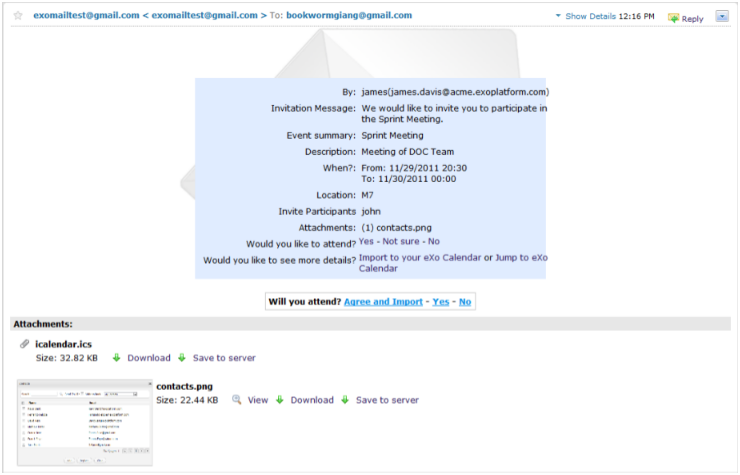 exomailtest@gmail.com < exomailtest@gmail.com > To: bookwormgiang@gmail.com Show Details 12:16 PM Reply
By: james(james.davis@acme.exoplatform.com)
Invitation Message: We would like to invite you to participate in
the Sprint Meeting.
Event summary: Sprint Meeting
Description: Meeting of DOC Team
When?: From: 11/29/2011 20:30
To: 11/30/2011 00:00
Location: M7
Invite Participants john
Attachments: (1) contacts.png
Would you like to attend? Yes - Not sure - No
Would you like to see more details? Import to your eXo Calendar or Jump to eXo
Calendar
Will you attend? Agree and Import - Yes - No
Attachments:
icalendar.ics
Size: 32.82 KB Download Save to server
contacts.png
Size: 22.44 KB View Download Save to server